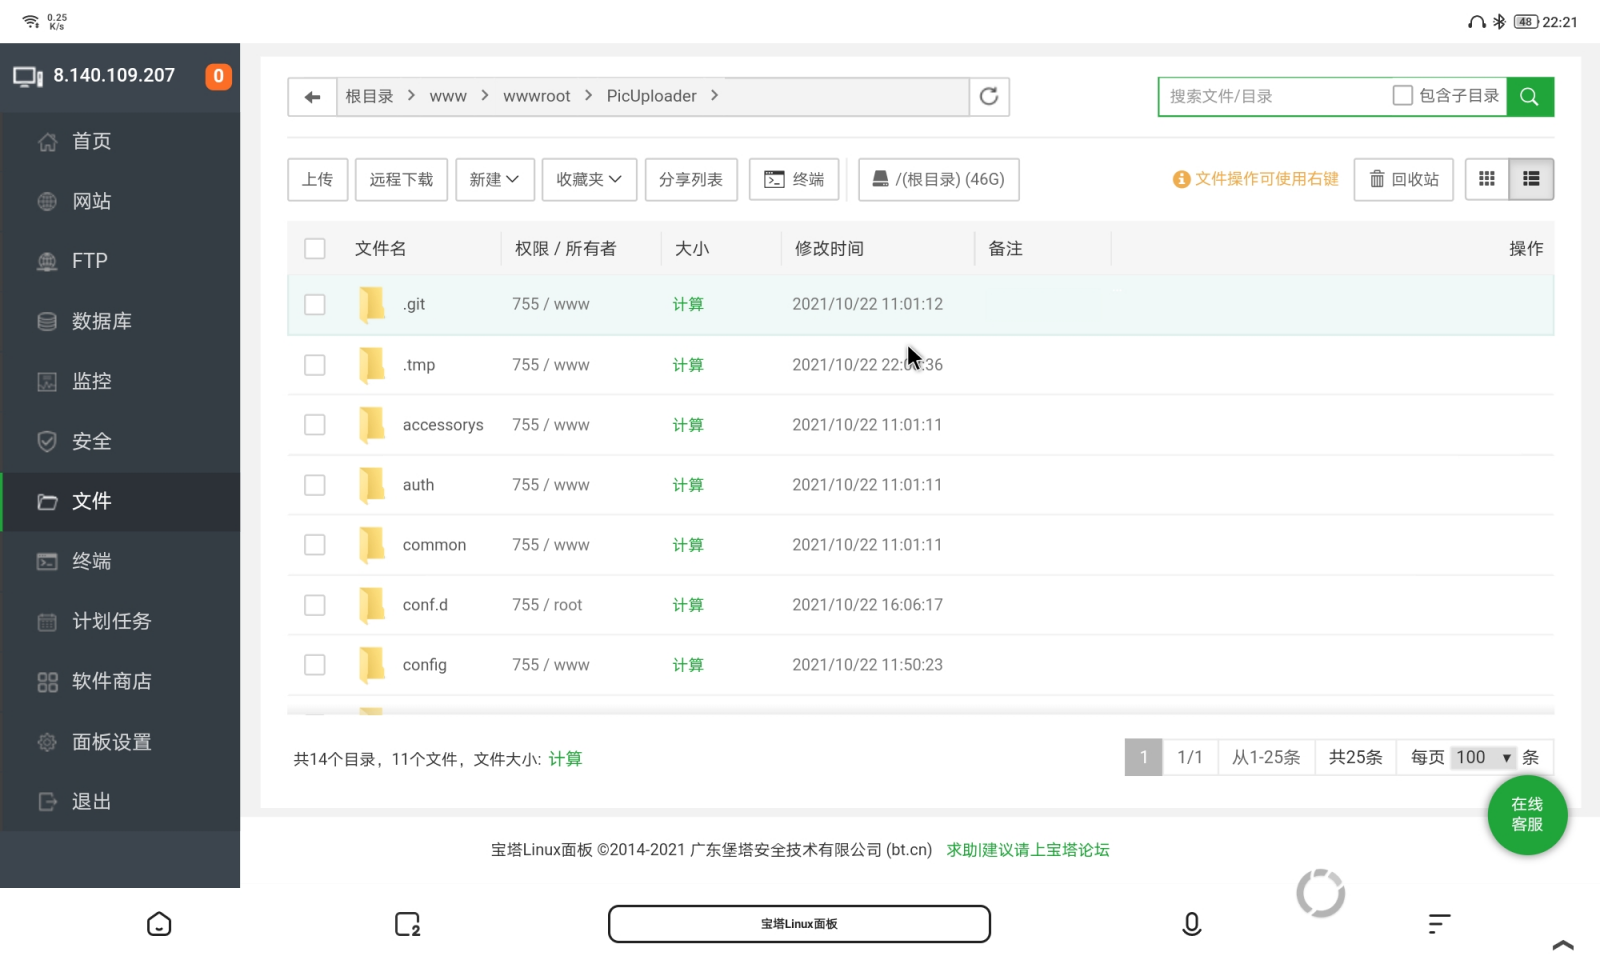 0.25
K/s
48 22:21
8.140.109.207
0
首页
网站
FTP
数据库
监控
安全
文件
终端
计划任务
软件商店
面板设置
退出
根目录 www wwwroot PicUploader
搜索文件/目录 包含子目录
上传 远程下载 新建 收藏夹 分享列表 终端 /(根目录) (46G) 文件操作可使用右键 回收站
文件名 权限 / 所有者 大小 修改时间 备注 操作
.git 755 / www 计算 2021/10/22 11:01:12
.tmp 755 / www 计算 2021/10/22
accessorys 755 / www 计算 2021/10/22 11:01:11
auth 755 / www 计算 2021/10/22 11:01:11
common 755 / www 计算 2021/10/22 11:01:11
conf.d 755 / root 计算 2021/10/22 16:06:17
config 755 / www 计算 2021/10/22 11:50:23
共14个目录，11个文件，文件大小: 计算
1 1/1 从1-25条 共25条 每页 100 条
在线
客服
宝塔Linux面板 ©2014-2021 广东堡塔安全技术有限公司 (bt.cn) 求助|建议请上宝塔论坛
2
宝塔Linux面板